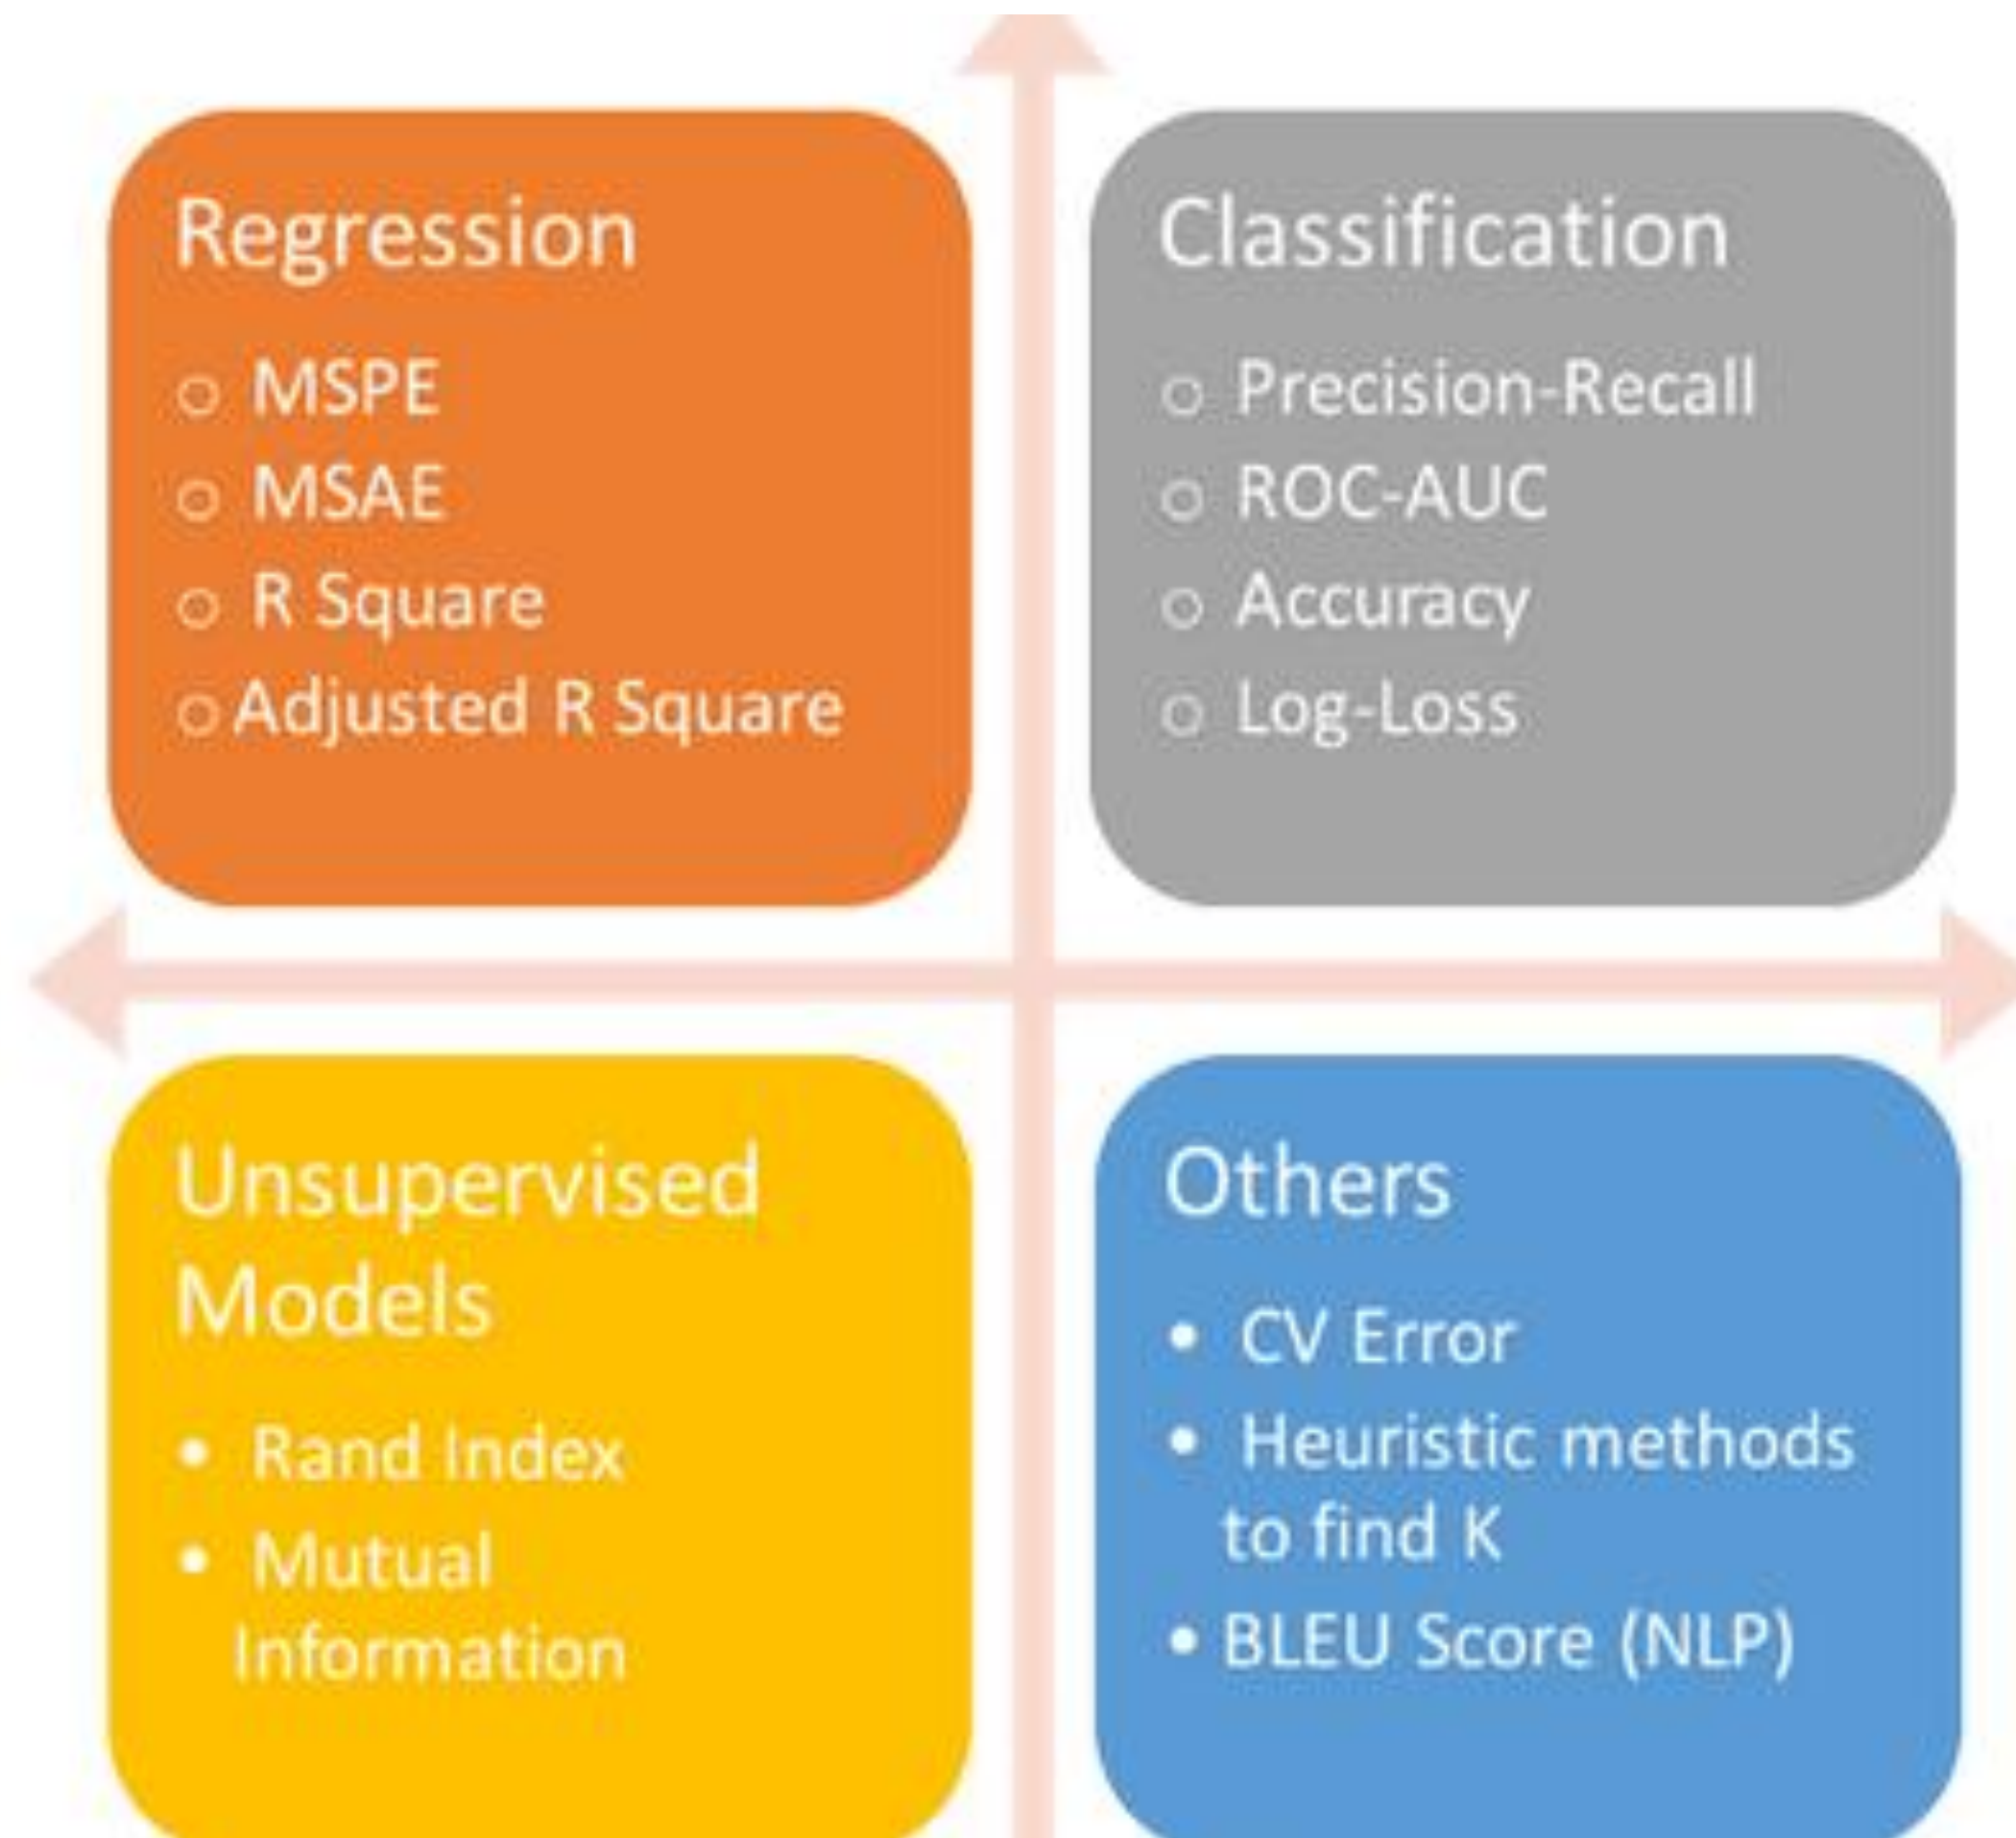 Regression
○ MSPE
○ MSAE
○ R Square
○ Adjusted R Square
Classification
○ Precision-Recall
○ ROC-AUC
○ Accuracy
○ Log-Loss
Unsupervised
Models
• Rand Index
• Mutual
Information
Others
• CV Error
• Heuristic methods
to find K
• BLEU Score (NLP)